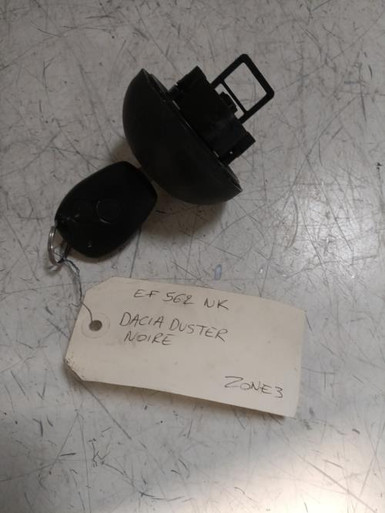 EF 562 NK
DACIA DUSTER
NOIRE
ZONE3